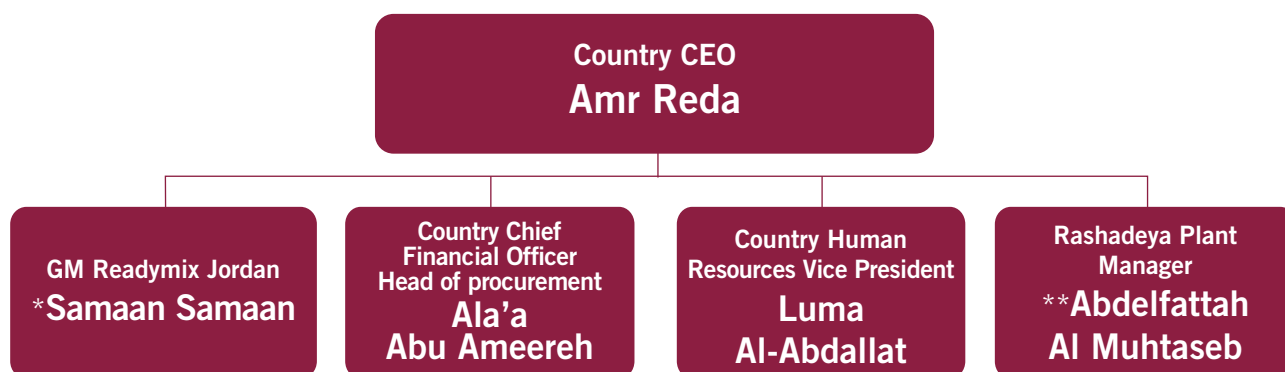 Country CEO
Amr Reda
GM Readymix Jordan
*Samaan Samaan
Country Chief
Financial Officer
Head of procurement
Ala’a
Abu Ameereh
Country Human
Resources Vice President
Luma
Al-Abdallat
Rashadeya Plant
Manager
**Abdelfattah
Al Muhtaseb